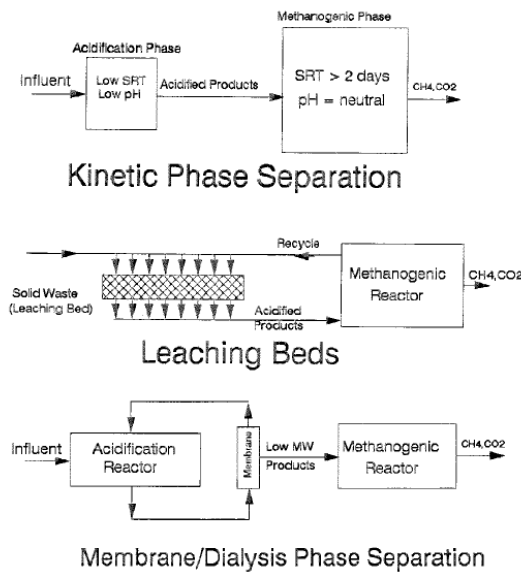 Methanogenic Phase
Acidification Phase
Influent
Low SRT
Low pH
Acidified Products
SRT > 2 days
pH = neutral
CH4,CO2
Kinetic Phase Separation
Recycle
Solid Waste
(Leaching Bed)
Acidified
Products
Methanogenic
Reactor
CH4,CO2
Leaching Beds
Influent
Acidification
Reactor
Membrane
Low MW
Products
Methanogenic
Reactor
CH4,CO2
Membrane/Dialysis Phase Separation